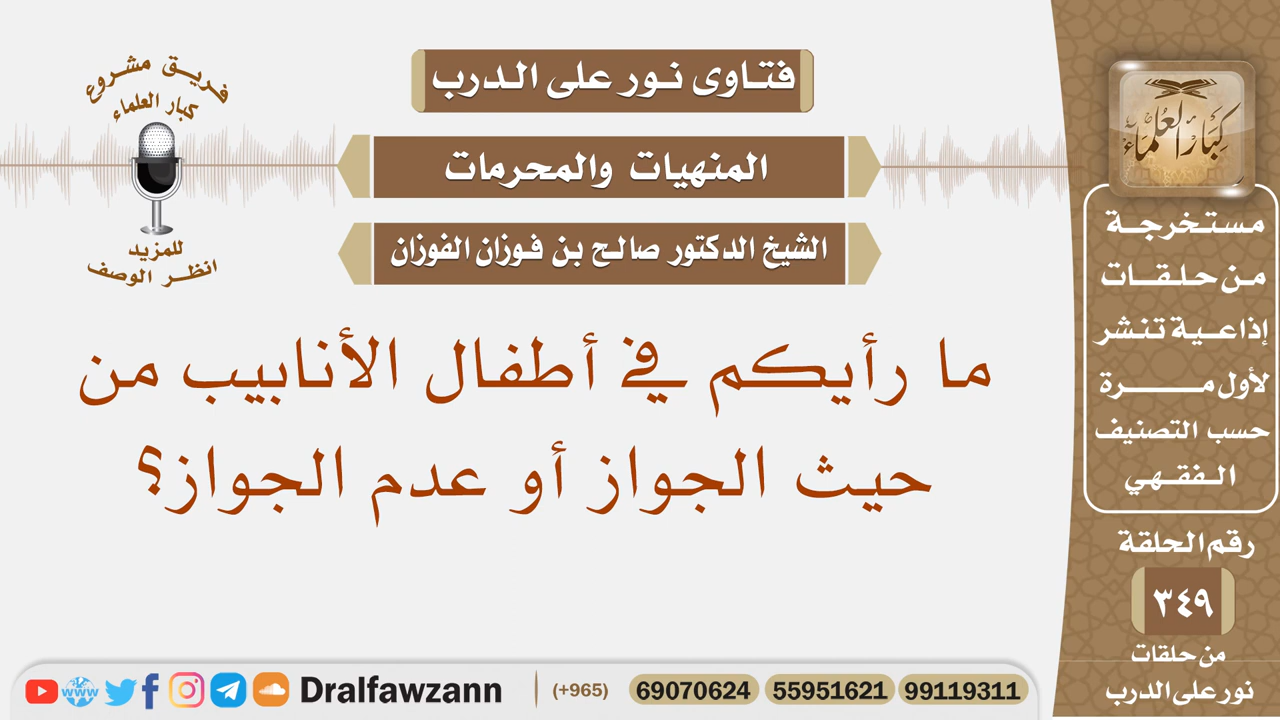 فتاوى نور على الدرب
المنهيات والمحرمات
الشيخ الدكتور صالح بن فوزان الفوزان
ما رأيكم في أطفال الأنابيب من
حيث الجواز أو عدم الجواز؟
فريق مشروع
كبار العلماء
للمزيد
انظر الوصف
كبار العلماء
مستخرجة
من حلقات
إذاعية تنشر
لأول مرة
حسب التصنيف
الفقهي
رقم الحلقة
٣٤٩
من حلقات
نور على الدرب
www Dralfawzann (+965) 69070624 55951621 99119311